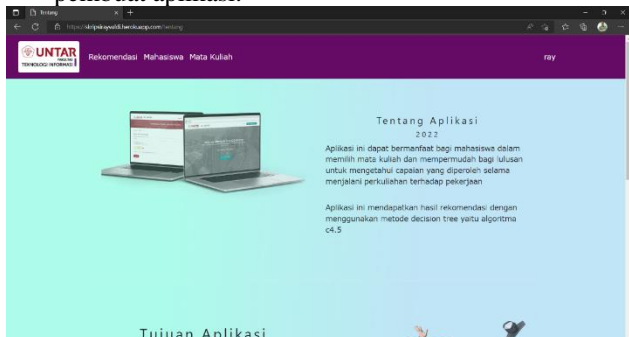 pembuat aplikasi.
Tentang
https://skripsirayvaldi.herokuapp.com/tentang
UNTAR
FAKULTAS
TEKNOLOGI INFORMASI
Rekomendasi Mahasiswa Mata Kuliah
ray
Tentang Aplikasi
2022
Aplikasi ini dapat bermanfaat bagi mahasiswa dalam
memilih mata kuliah dan mempermudah bagi lulusan
untuk mengetahui capaian yang diperoleh selama
menjalani perkuliahan terhadap pekerjaan
Aplikasi ini mendapatkan hasil rekomendasi dengan
menggunakan metode decision tree yaitu algoritma
c4.5
Tujuan Aplikasi